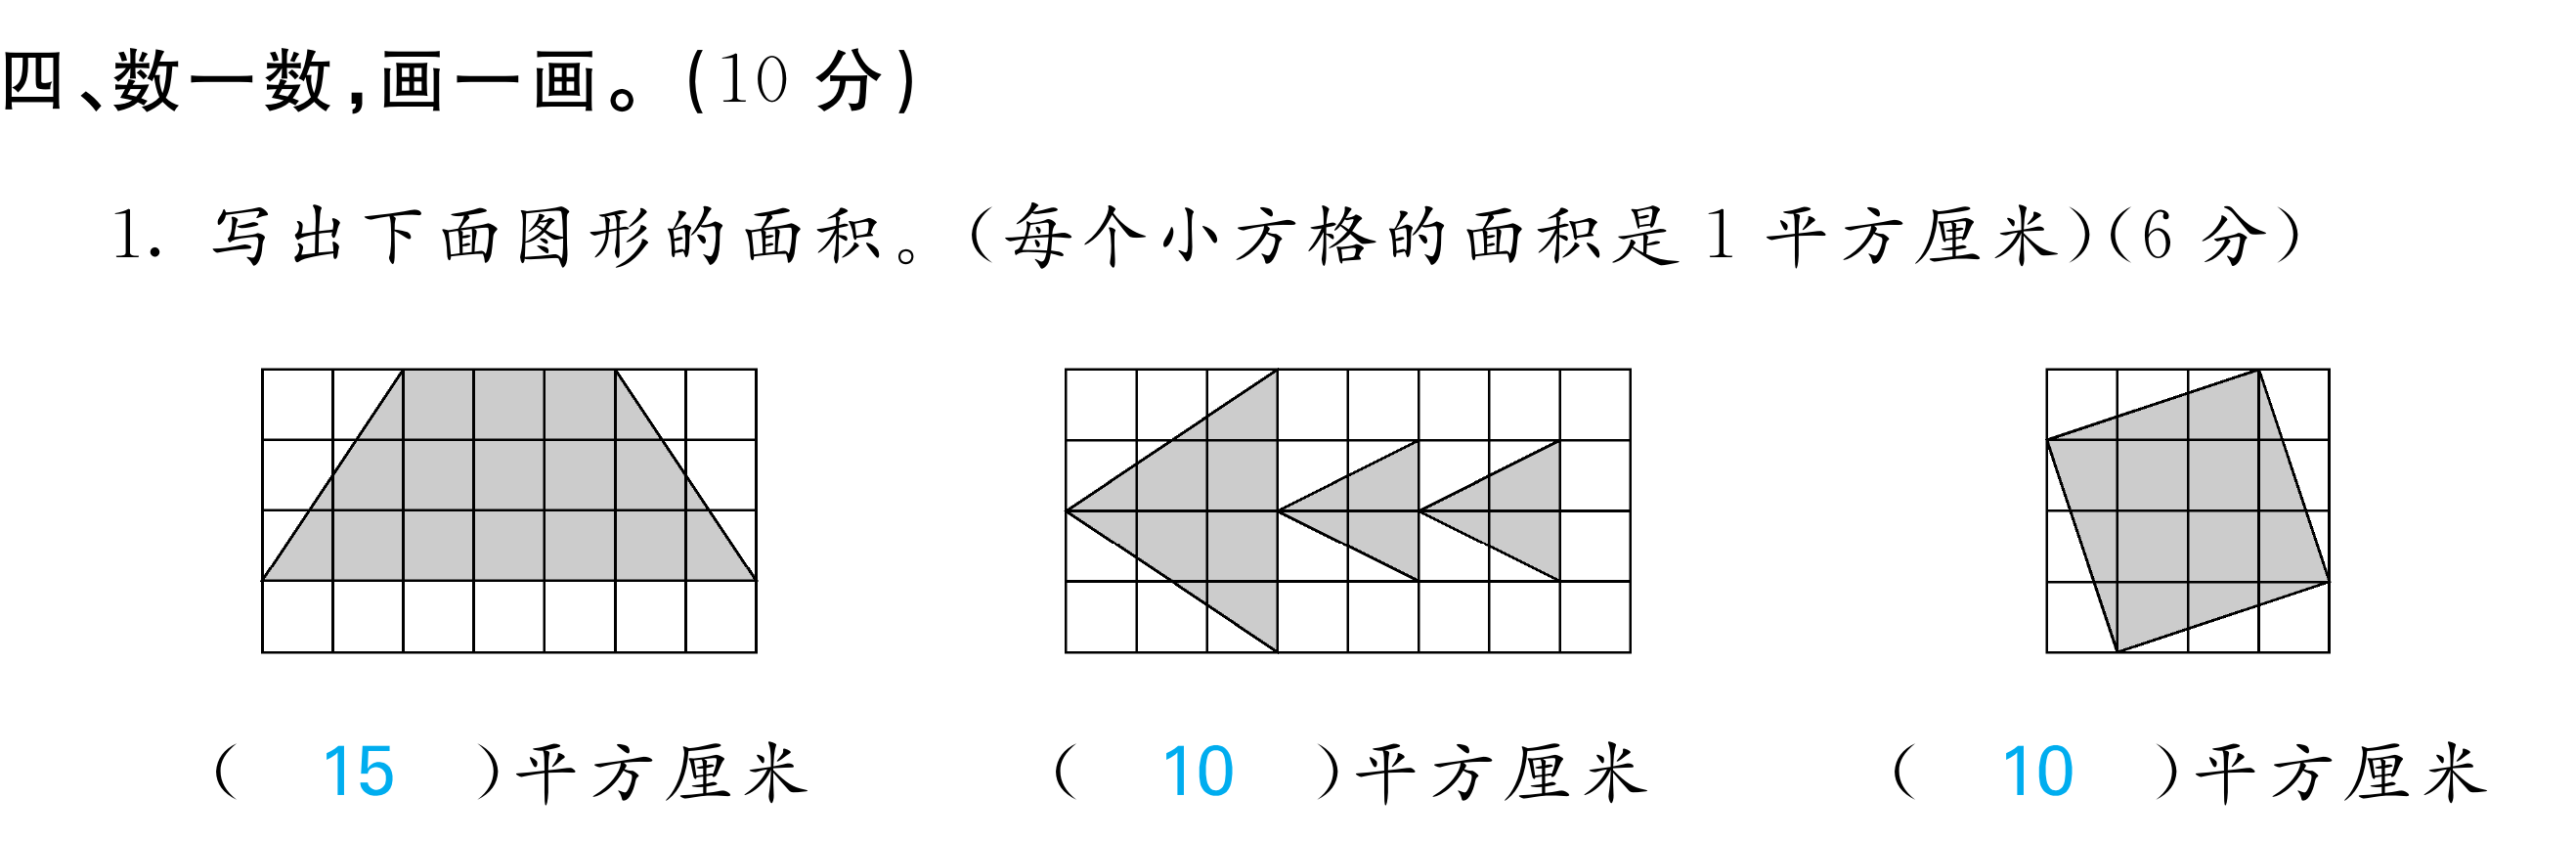 四、数一数,画一画。(10 分)
1. 写出下面图形的面积。(每个小方格的面积是 1 平方厘米)(6 分)
( 15 )平方厘米 ( 10 )平方厘米 ( 10 )平方厘米